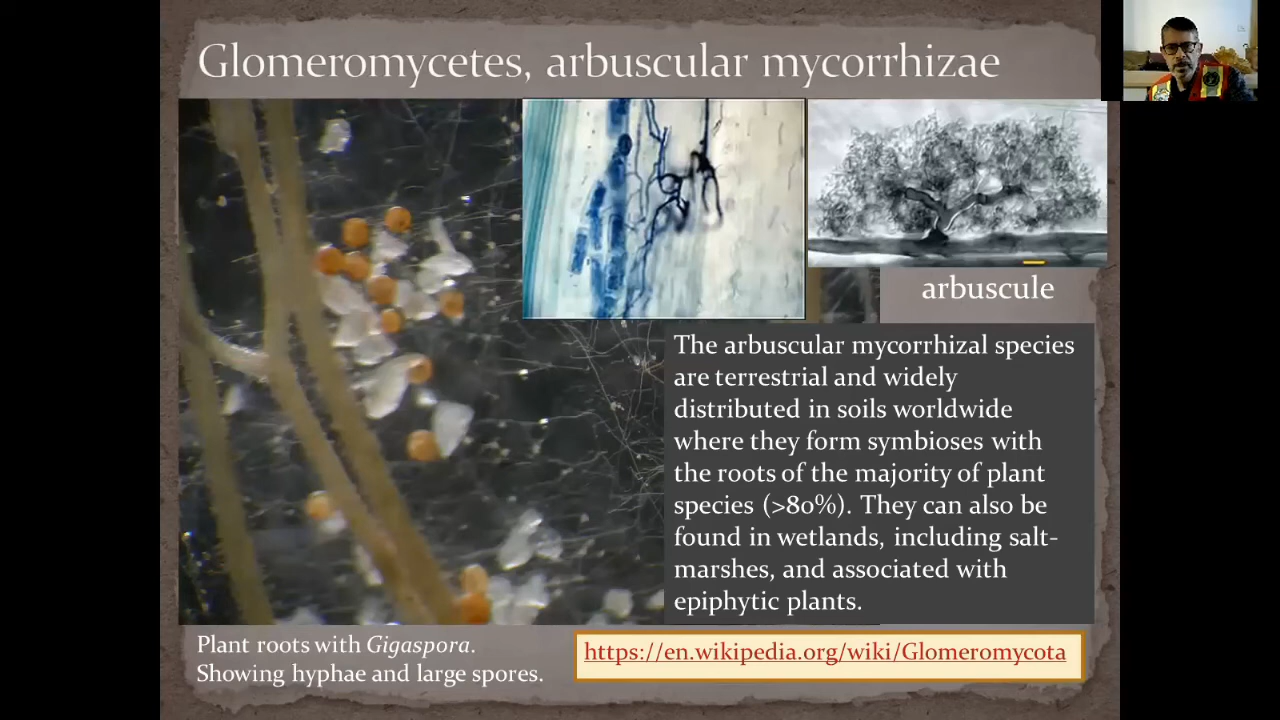 Glomeromycetes, arbuscular mycorrhizae
arbuscule
The arbuscular mycorrhizal species
are terrestrial and widely
distributed in soils worldwide
where they form symbioses with
the roots of the majority of plant
species (>80%). They can also be
found in wetlands, including salt-
marshes, and associated with
epiphytic plants.
Plant roots with Gigaspora.
Showing hyphae and large spores.
https://en.wikipedia.org/wiki/Glomeromycota